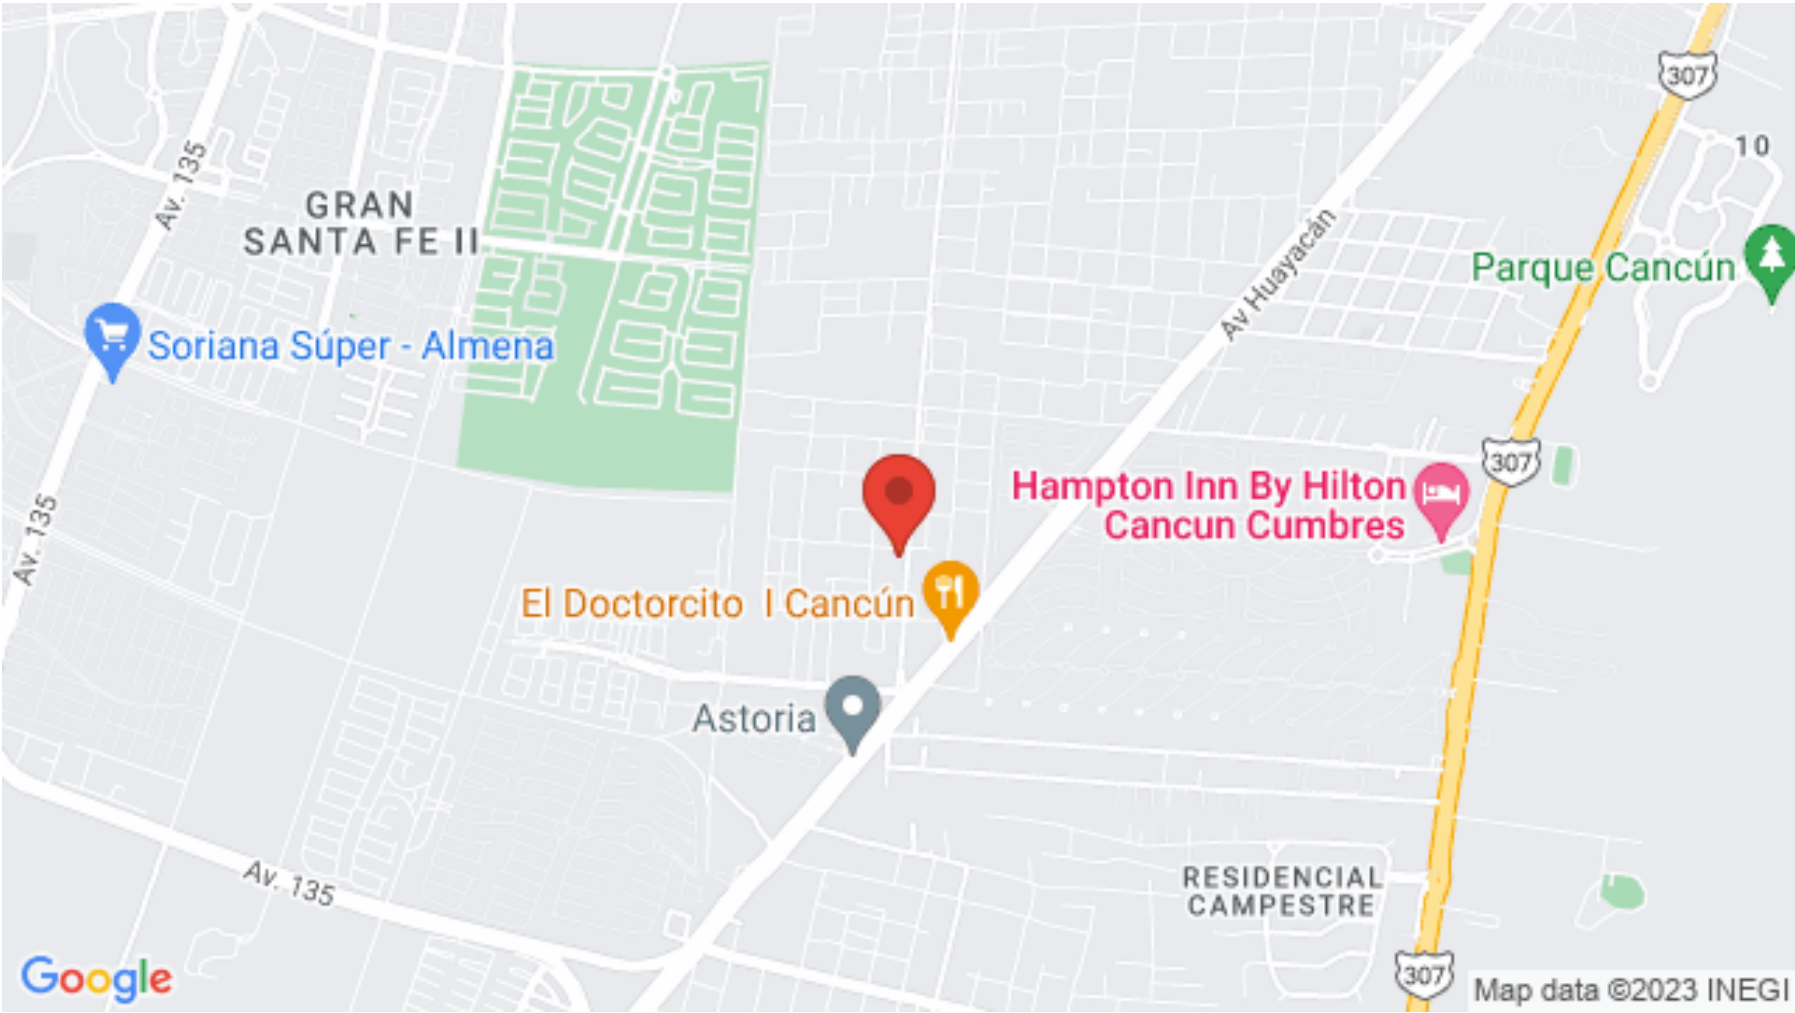 307
10
Av. 135
GRAN
SANTA FE II
Av Huayacán
Parque Cancún
Soriana Súper - Almena
307
Hampton Inn By Hilton
Cancun Cumbres
Av. 135
El Doctorcito I Cancún
Astoria
Av. 135
RESIDENCIAL
CAMPESTRE
307
Google
Map data ©2023 INEGI